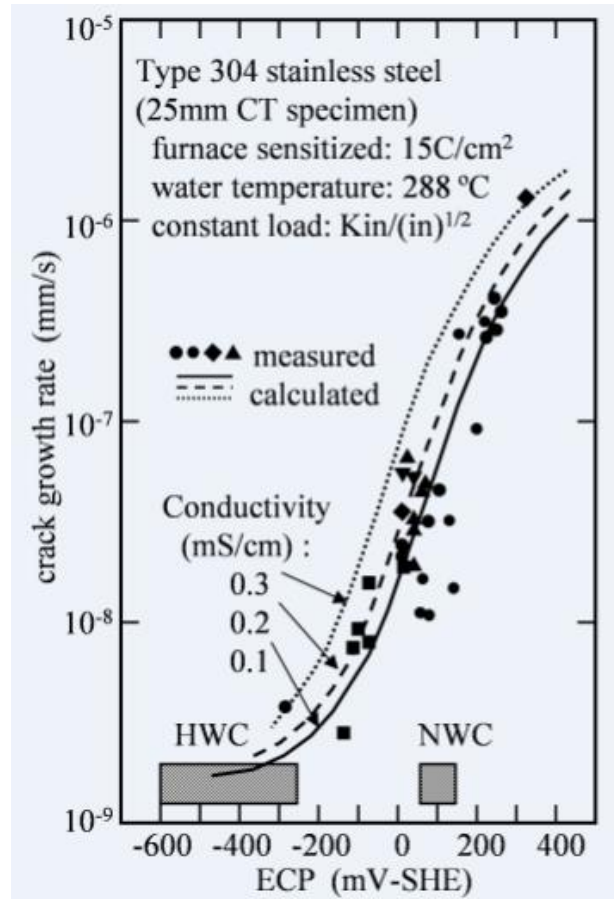 10-5
Type 304 stainless steel
(25mm CT specimen)
furnace sensitized: 15C/cm2
water temperature: 288 ºC
constant load: Kin/(in)1/2
10-6
measured
calculated
crack growth rate (mm/s)
10-7
Conductivity
(mS/cm) :
0.3
10-8
0.2
0.1
HWC
NWC
10-9
-600 -400 -200 0 200 400
ECP (mV-SHE)